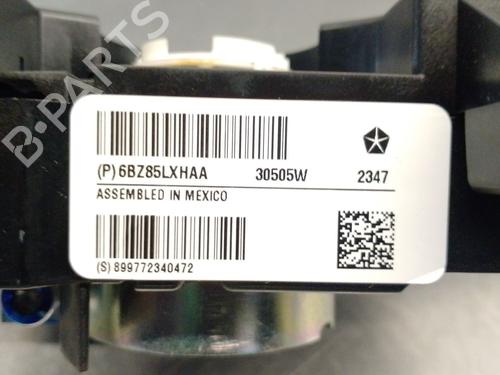 B-PARTS
(P) 6BZ85LXHAA 30505W 2347
ASSEMBLED IN MEXICO
(S) 899772340472